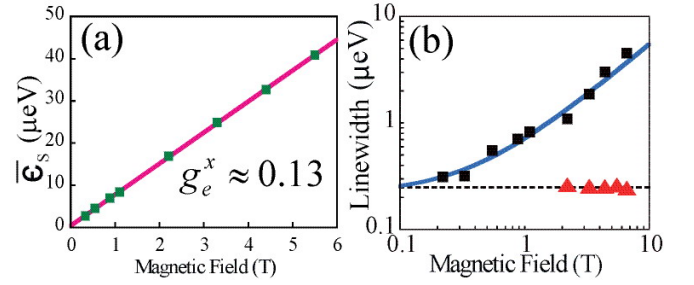 (a)
50
40
30
20
10
0
ϵ̅s (μeV)
g_e^x ≈ 0.13
0 1 2 3 4 5 6
Magnetic Field (T)
(b)
10
1
0.1
Linewidth (μeV)
0.1 1 10
Magnetic Field (T)